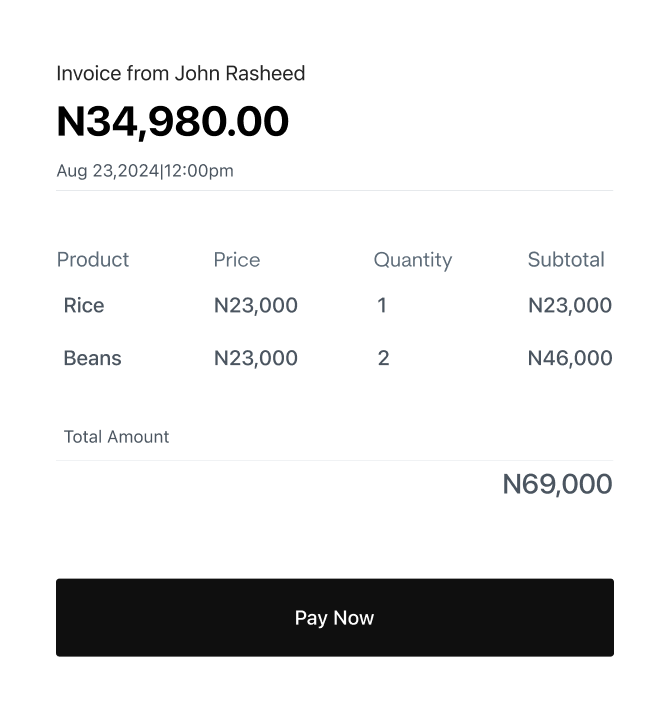 Invoice from John Rasheed
N34,980.00
Aug 23,2024|12:00pm
Product Price Quantity Subtotal
Rice N23,000 1 N23,000
Beans N23,000 2 N46,000
Total Amount
N69,000
Pay Now